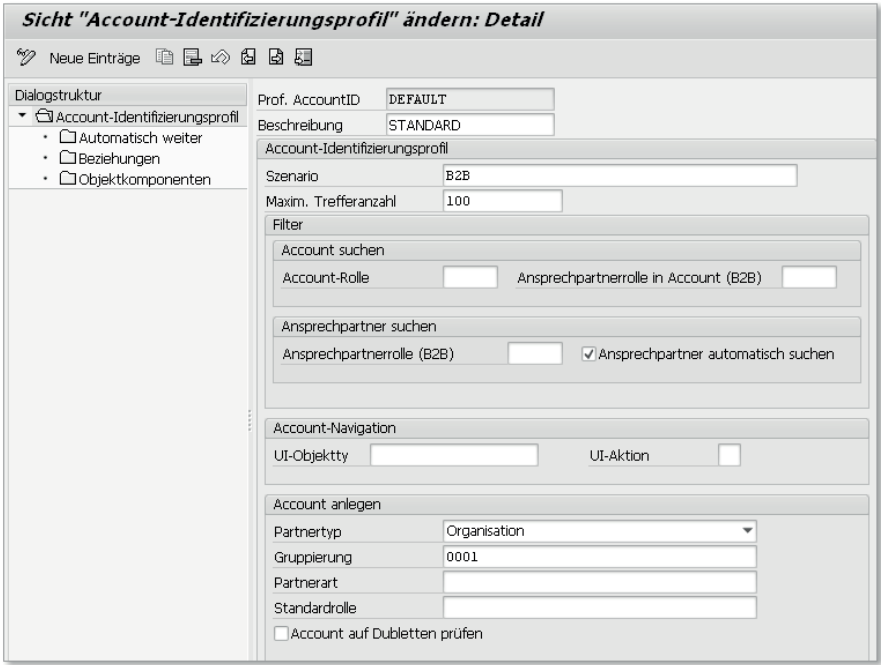 Sicht "Account-Identifizierungsprofil" ändern: Detail
Neue Einträge
Dialogstruktur
Account-Identifizierungsprofil
Automatisch weiter
Beziehungen
Objektkomponenten
Prof. AccountID DEFAULT
Beschreibung STANDARD
Account-Identifizierungsprofil
Szenario B2B
Maxim. Trefferanzahl 100
Filter
Account suchen
Account-Rolle Ansprechpartnerrolle in Account (B2B)
Ansprechpartner suchen
Ansprechpartnerrolle (B2B) Ansprechpartner automatisch suchen
Account-Navigation
UI-Objektty UI-Aktion
Account anlegen
Partnertyp Organisation
Gruppierung 0001
Partnerart
Standardrolle
Account auf Dubletten prüfen